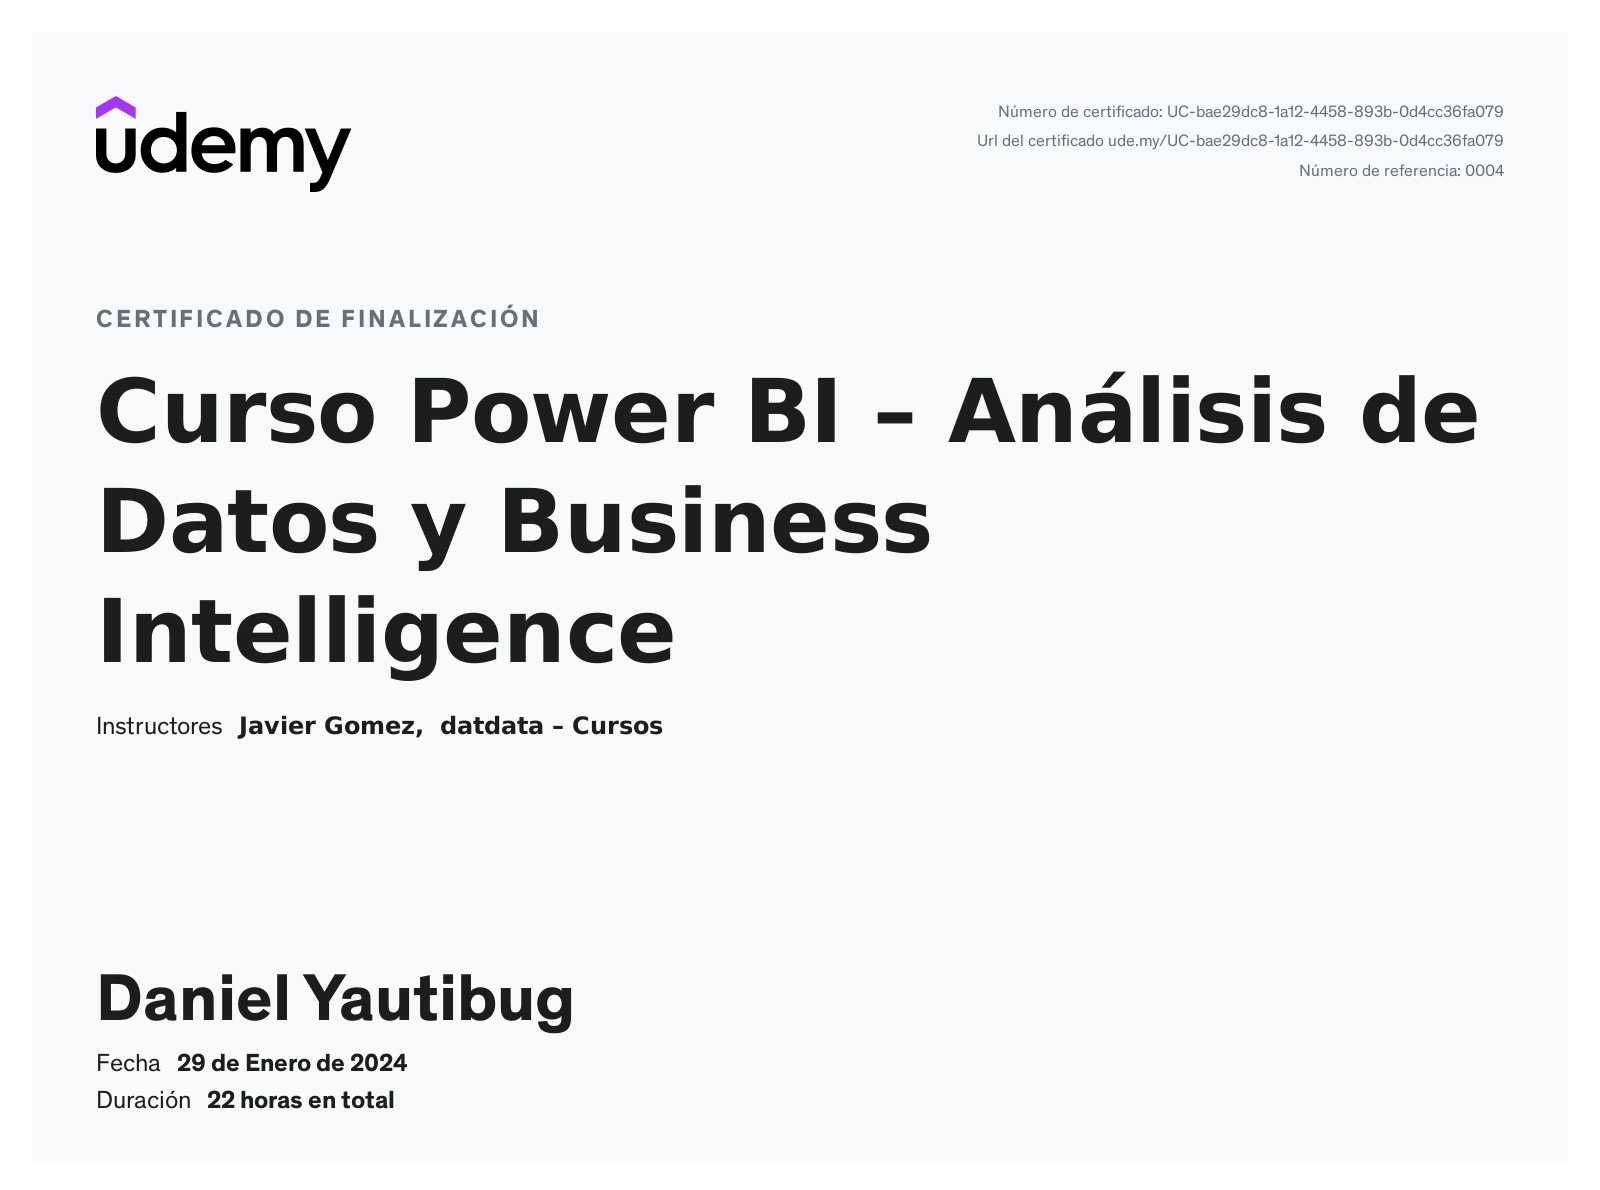 udemy
Número de certificado: UC-bae29dc8-1a12-4458-893b-0d4cc36fa079
Url del certificado ude.my/UC-bae29dc8-1a12-4458-893b-0d4cc36fa079
Número de referencia: 0004
CERTIFICADO DE FINALIZACIÓN
Curso Power BI – Análisis de
Datos y Business
Intelligence
Instructores Javier Gomez, datdata – Cursos
Daniel Yautibug
Fecha 29 de Enero de 2024
Duración 22 horas en total